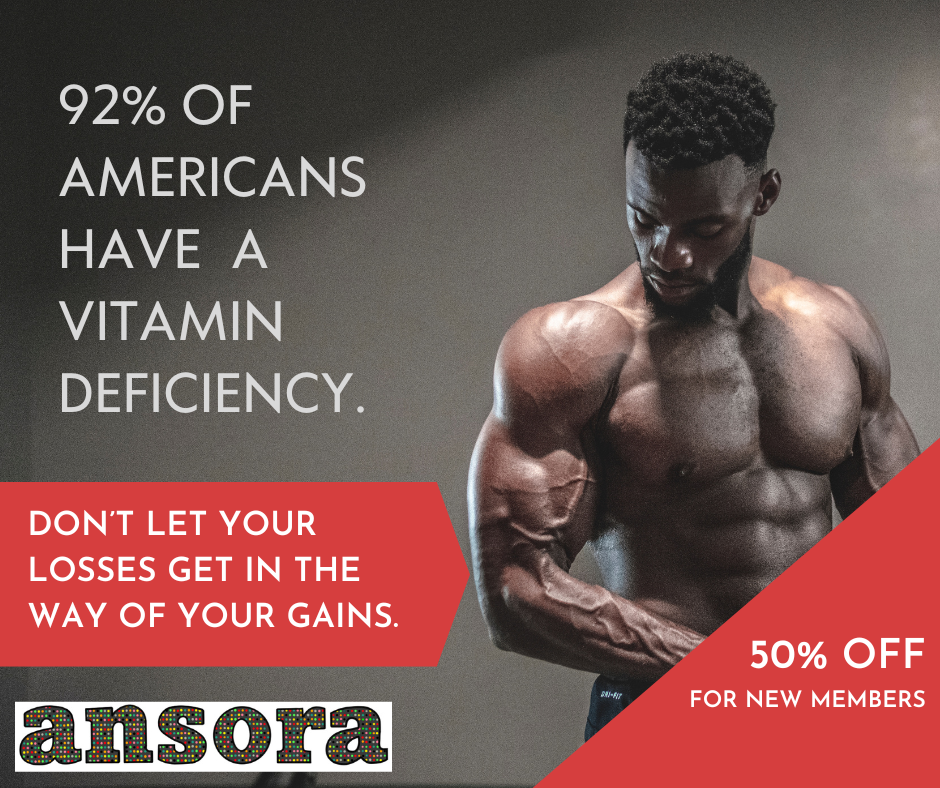 92% OF
AMERICANS
HAVE A
VITAMIN
DEFICIENCY.
DON'T LET YOUR
LOSSES GET IN THE
WAY OF YOUR GAINS.
50% OFF
FOR NEW MEMBERS
ansora